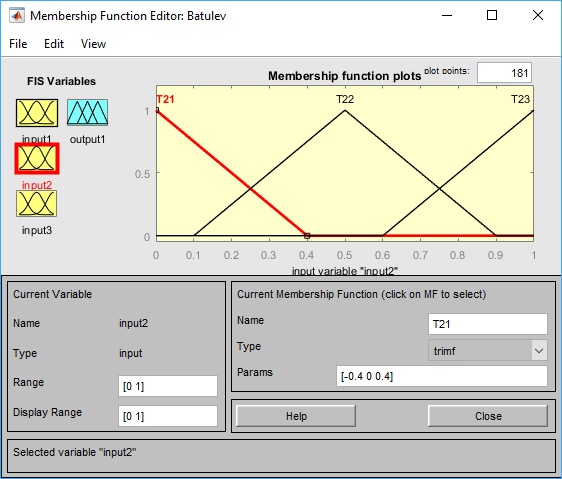 Membership Function Editor: Batulev
File Edit View
FIS Variables
input1 output1
input2
input3
Membership function plots
plot points: 181
T21 T22 T23
1
0.5
0
0 0.1 0.2 0.3 0.4 0.5 0.6 0.7 0.8 0.9 1
input variable "input2"
Current Variable
Name input2
Type input
Range [0 1]
Display Range [0 1]
Current Membership Function (click on MF to select)
Name T21
Type trimf
Params [-0.4 0 0.4]
Help Close
Selected variable "input2"